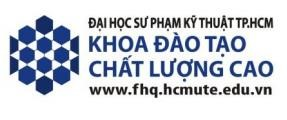 ĐẠI HỌC SƯ PHẠM KỸ THUẬT TP.HCM
KHOA ĐÀO TẠO
CHẤT LƯỢNG CAO
www.fhq.hcmute.edu.vn